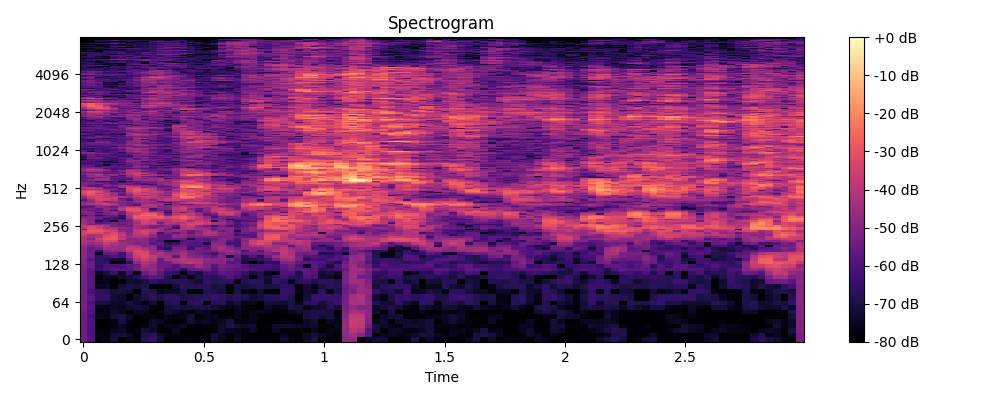 Spectrogram
+0 dB
4096
-10 dB
2048
-20 dB
1024
-30 dB
Hz
512
-40 dB
256
-50 dB
128
-60 dB
64
-70 dB
0
-80 dB
0 0.5 1 1.5 2 2.5
Time